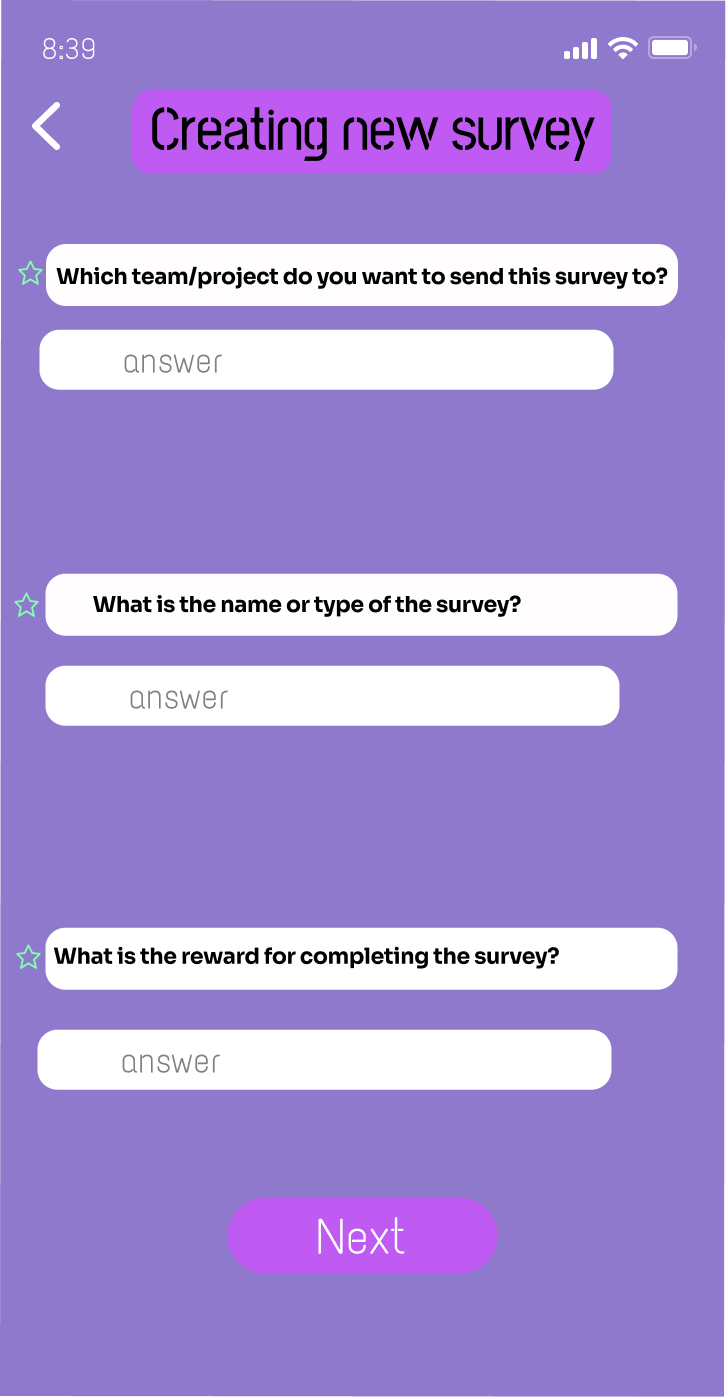 8:39
Creating new survey
Which team/project do you want to send this survey to?
answer
What is the name or type of the survey?
answer
What is the reward for completing the survey?
answer
Next